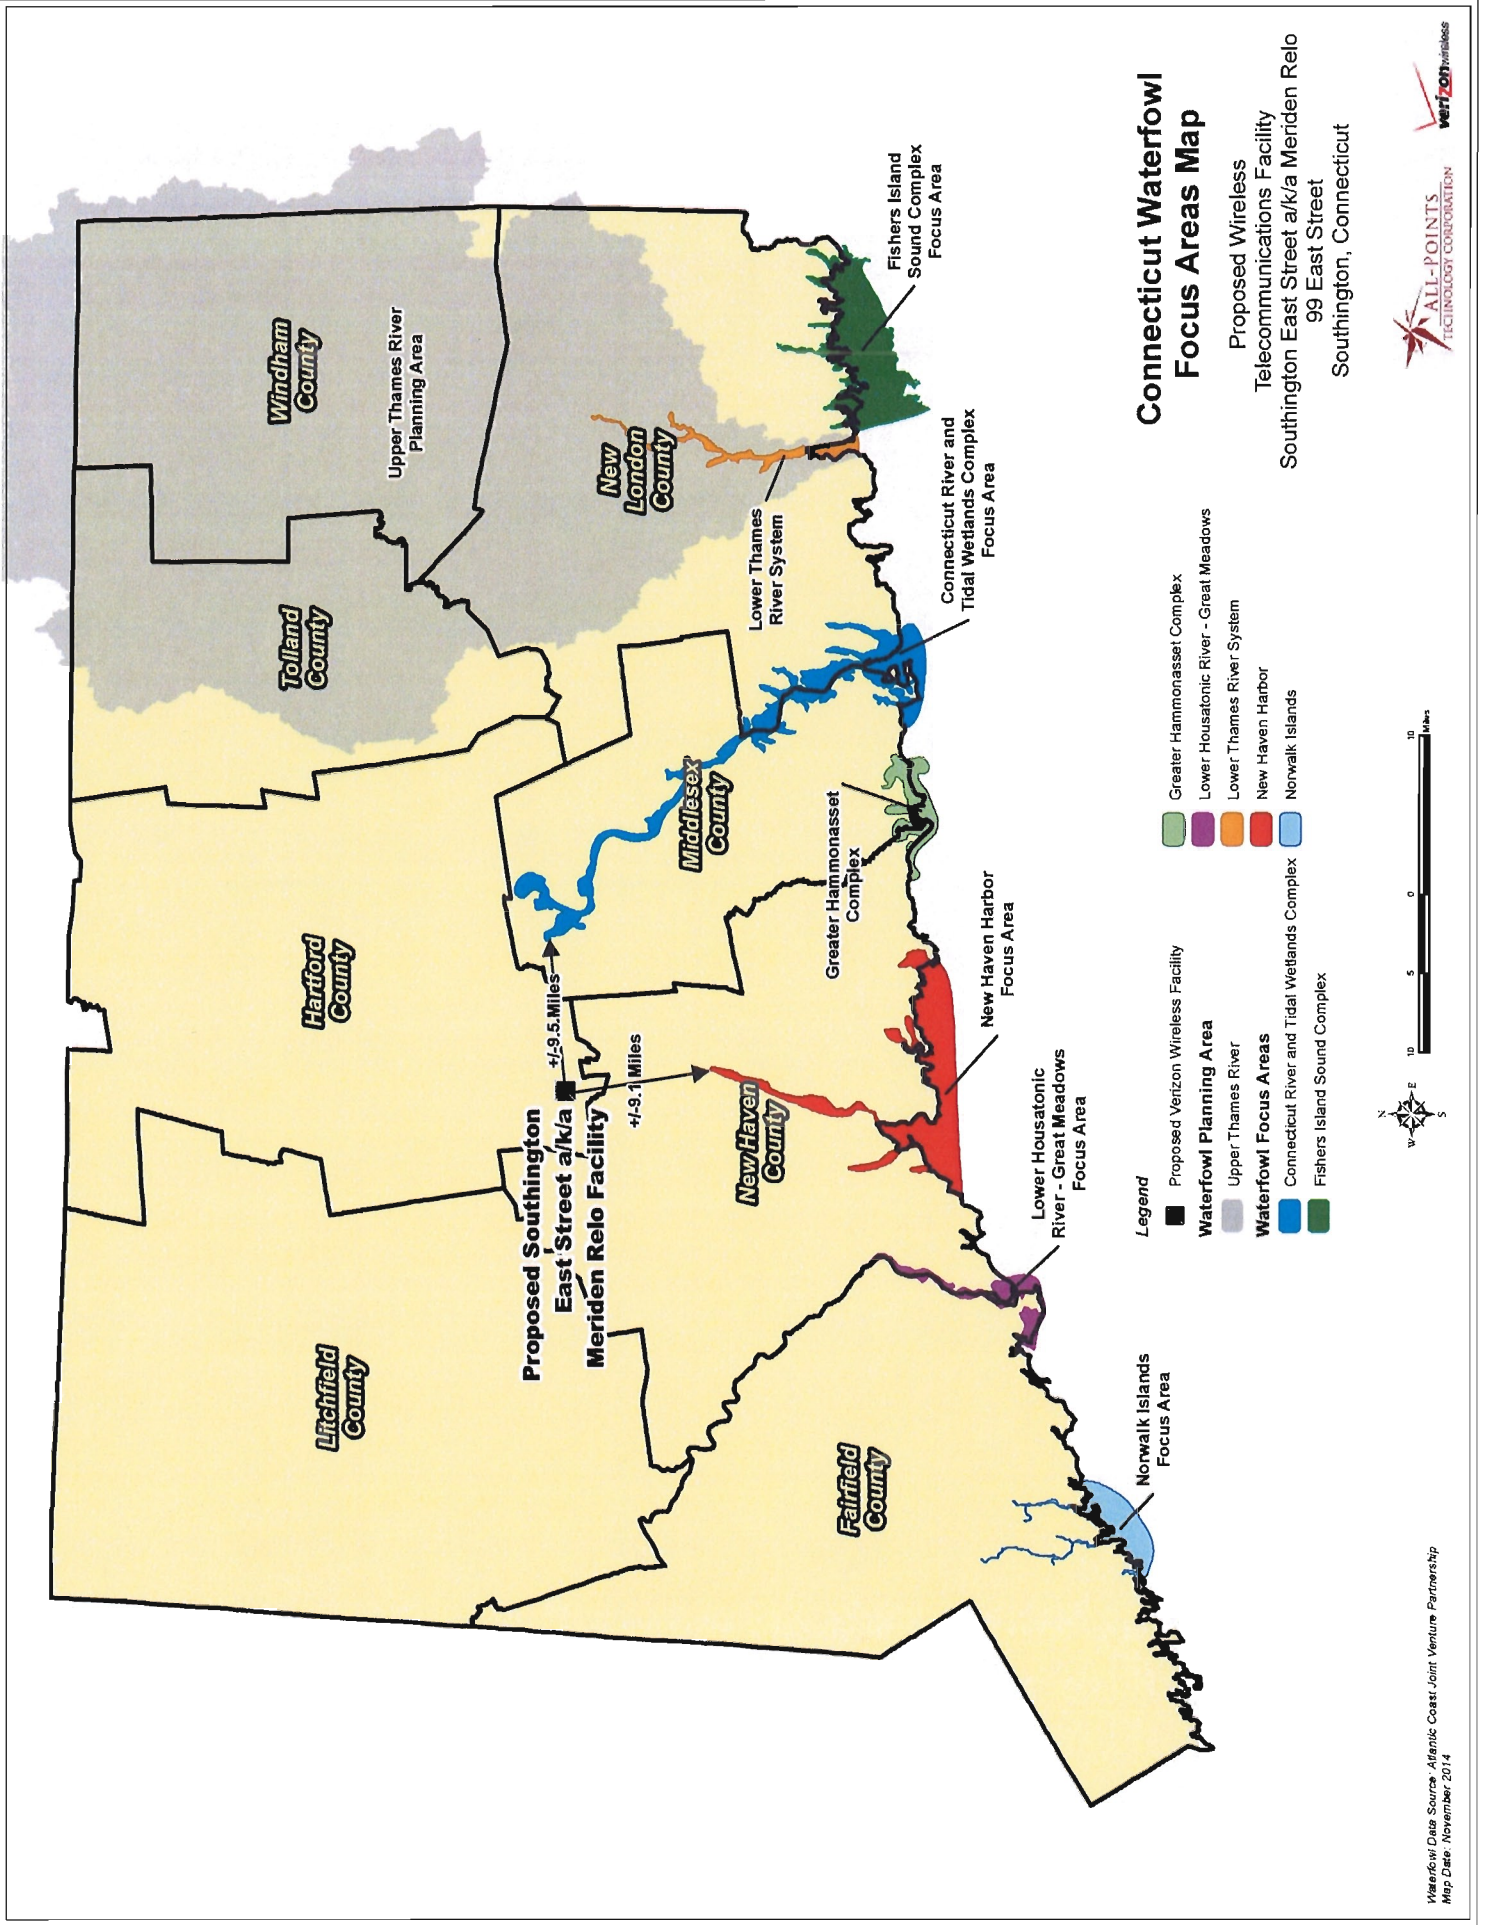 Windham
County
Upper Thames River
Planning Area
Tolland
County
Hartford
County
Litchfield
County
New
London
County
Lower Thames
River System
Middlesex
County
Greater Hammonasset
Complex
New Haven
County
Fairfield
County
Proposed Southington
East Street a/k/a
Meriden Relo Facility
+/-9.5 Miles
+/-9.1 Miles
Fishers Island
Sound Complex
Focus Area
Connecticut River and
Tidal Wetlands Complex
Focus Area
New Haven Harbor
Focus Area
Lower Housatonic
River - Great Meadows
Focus Area
Norwalk Islands
Focus Area
Legend
Proposed Verizon Wireless Facility
Waterfowl Planning Area
Upper Thames River
Waterfowl Focus Areas
Connecticut River and Tidal Wetlands Complex
Fishers Island Sound Complex
Greater Hammonasset Complex
Lower Housatonic River - Great Meadows
Lower Thames River System
New Haven Harbor
Norwalk Islands
Connecticut Waterfowl
Focus Areas Map
Proposed Wireless
Telecommunications Facility
Southington East Street a/k/a Meriden Relo
99 East Street
Southington, Connecticut
N
W E
S
10 5 0 10
Miles
ALL-POINTS
TECHNOLOGY CORPORATION
verizon wireless
Waterfowl Data Source: Atlantic Coast Joint Venture Partnership
Map Date: November 2014